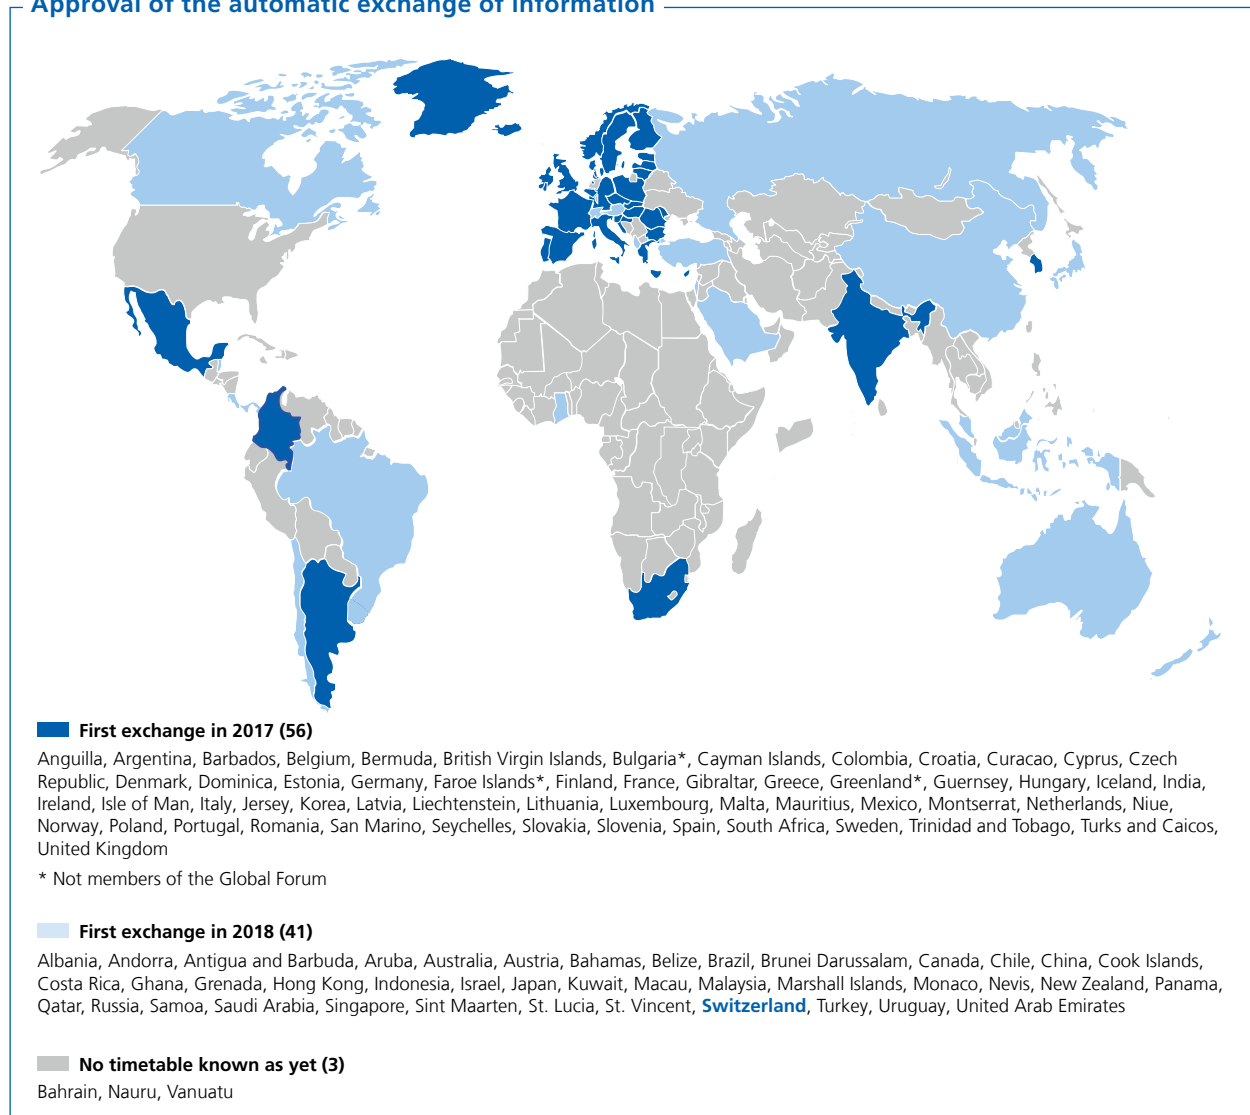 Approval of the automatic exchange of information
First exchange in 2017 (56)
Anguilla, Argentina, Barbados, Belgium, Bermuda, British Virgin Islands, Bulgaria*, Cayman Islands, Colombia, Croatia, Curacao, Cyprus, Czech
Republic, Denmark, Dominica, Estonia, Germany, Faroe Islands*, Finland, France, Gibraltar, Greece, Greenland*, Guernsey, Hungary, Iceland, India,
Ireland, Isle of Man, Italy, Jersey, Korea, Latvia, Liechtenstein, Lithuania, Luxembourg, Malta, Mauritius, Mexico, Montserrat, Netherlands, Niue,
Norway, Poland, Portugal, Romania, San Marino, Seychelles, Slovakia, Slovenia, Spain, South Africa, Sweden, Trinidad and Tobago, Turks and Caicos,
United Kingdom
* Not members of the Global Forum
First exchange in 2018 (41)
Albania, Andorra, Antigua and Barbuda, Aruba, Australia, Austria, Bahamas, Belize, Brazil, Brunei Darussalam, Canada, Chile, China, Cook Islands,
Costa Rica, Ghana, Grenada, Hong Kong, Indonesia, Israel, Japan, Kuwait, Macau, Malaysia, Marshall Islands, Monaco, Nevis, New Zealand, Panama,
Qatar, Russia, Samoa, Saudi Arabia, Singapore, Sint Maarten, St. Lucia, St. Vincent, Switzerland, Turkey, Uruguay, United Arab Emirates
No timetable known as yet (3)
Bahrain, Nauru, Vanuatu